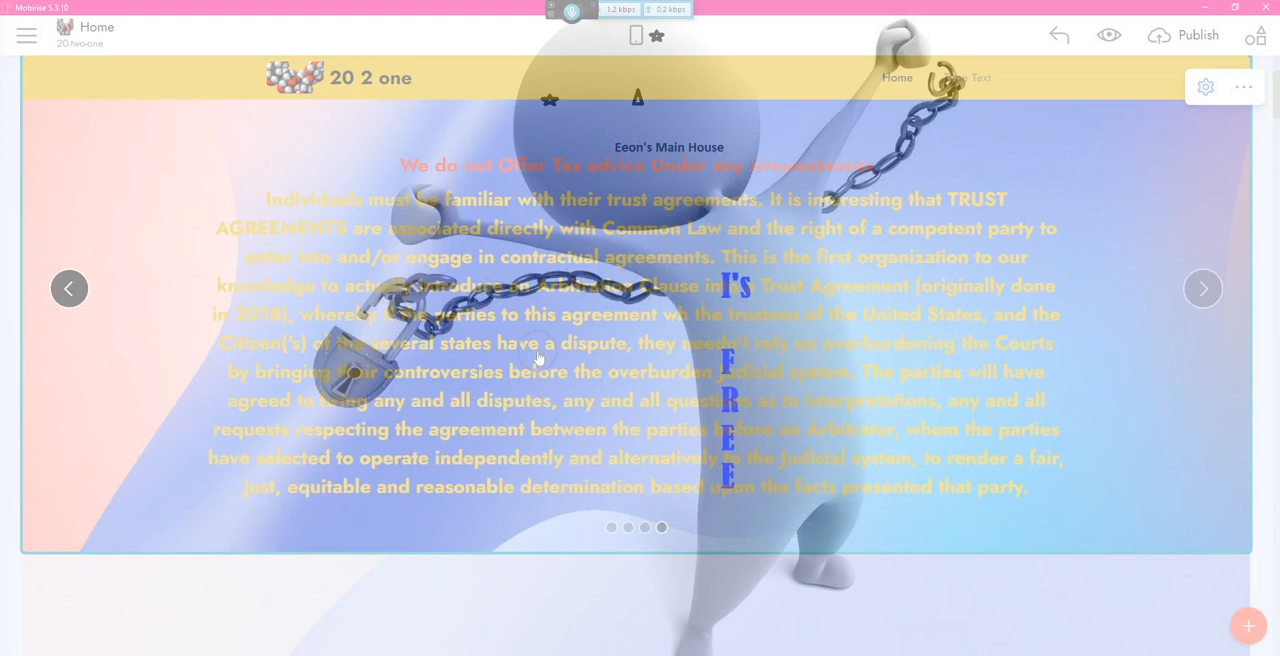 Mobirise 5.3.10
1.2 kbps
0.2 kbps
Home
20-two-one
Publish
20 2 one
Home
Text
Eeon's Main House
We do not Offer Tax advice Under any circumstances
Individuals must be familiar with their trust agreements. It is interesting that TRUST
AGREEMENTS are associated directly with Common Law and the right of a competent party to
enter into and/or engage in contractual agreements. This is the first organization to our
knowledge to actually introduce an Arbitration Clause in a Trust Agreement (originally done
in 2018), whereby if the parties to this agreement wh the trustees of the United States, and the
Citizen('s) of the several states have a dispute, they needn't rely on overburdening the Courts
by bringing their controversies before the overburden judicial system. The parties will have
agreed to bring any and all disputes, any and all questions as to interpretations, any and all
requests respecting the agreement between the parties before an Arbitrator, whom the parties
have selected to operate independently and alternatively to the Judicial system, to render a fair,
just, equitable and reasonable determination based upon the facts presented that party.
I'S
F
R
E
E